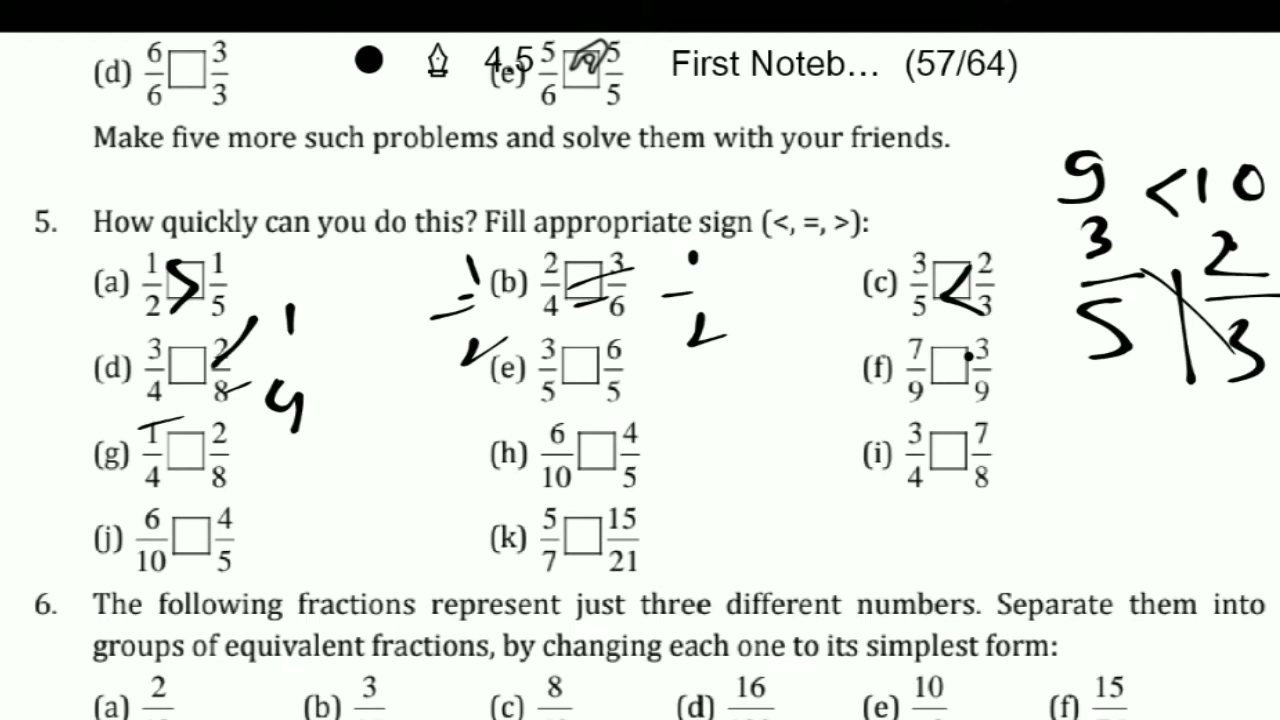 (d) 6/6 □ 3/3 4.5 (e) 5/6 □ 5/5 First Noteb… (57/64)
Make five more such problems and solve them with your friends.
9 < 10
5. How quickly can you do this? Fill appropriate sign (<, =, >):
(a) 1/2 > 1/5 = 1/2 (b) 2/4 = 3/6 = 1/2 (c) 3/5 < 2/3 3/5 2/3
(d) 3/4 □ 2/8 1/4 (e) 3/5 □ 6/5 (f) 7/9 □ 3/9
(g) 1/4 □ 2/8 (h) 6/10 □ 4/5 (i) 3/4 □ 7/8
(j) 6/10 □ 4/5 (k) 5/7 □ 15/21
6. The following fractions represent just three different numbers. Separate them into
groups of equivalent fractions, by changing each one to its simplest form:
(a) 2 (b) 3 (c) 8 (d) 16 (e) 10 (f) 15